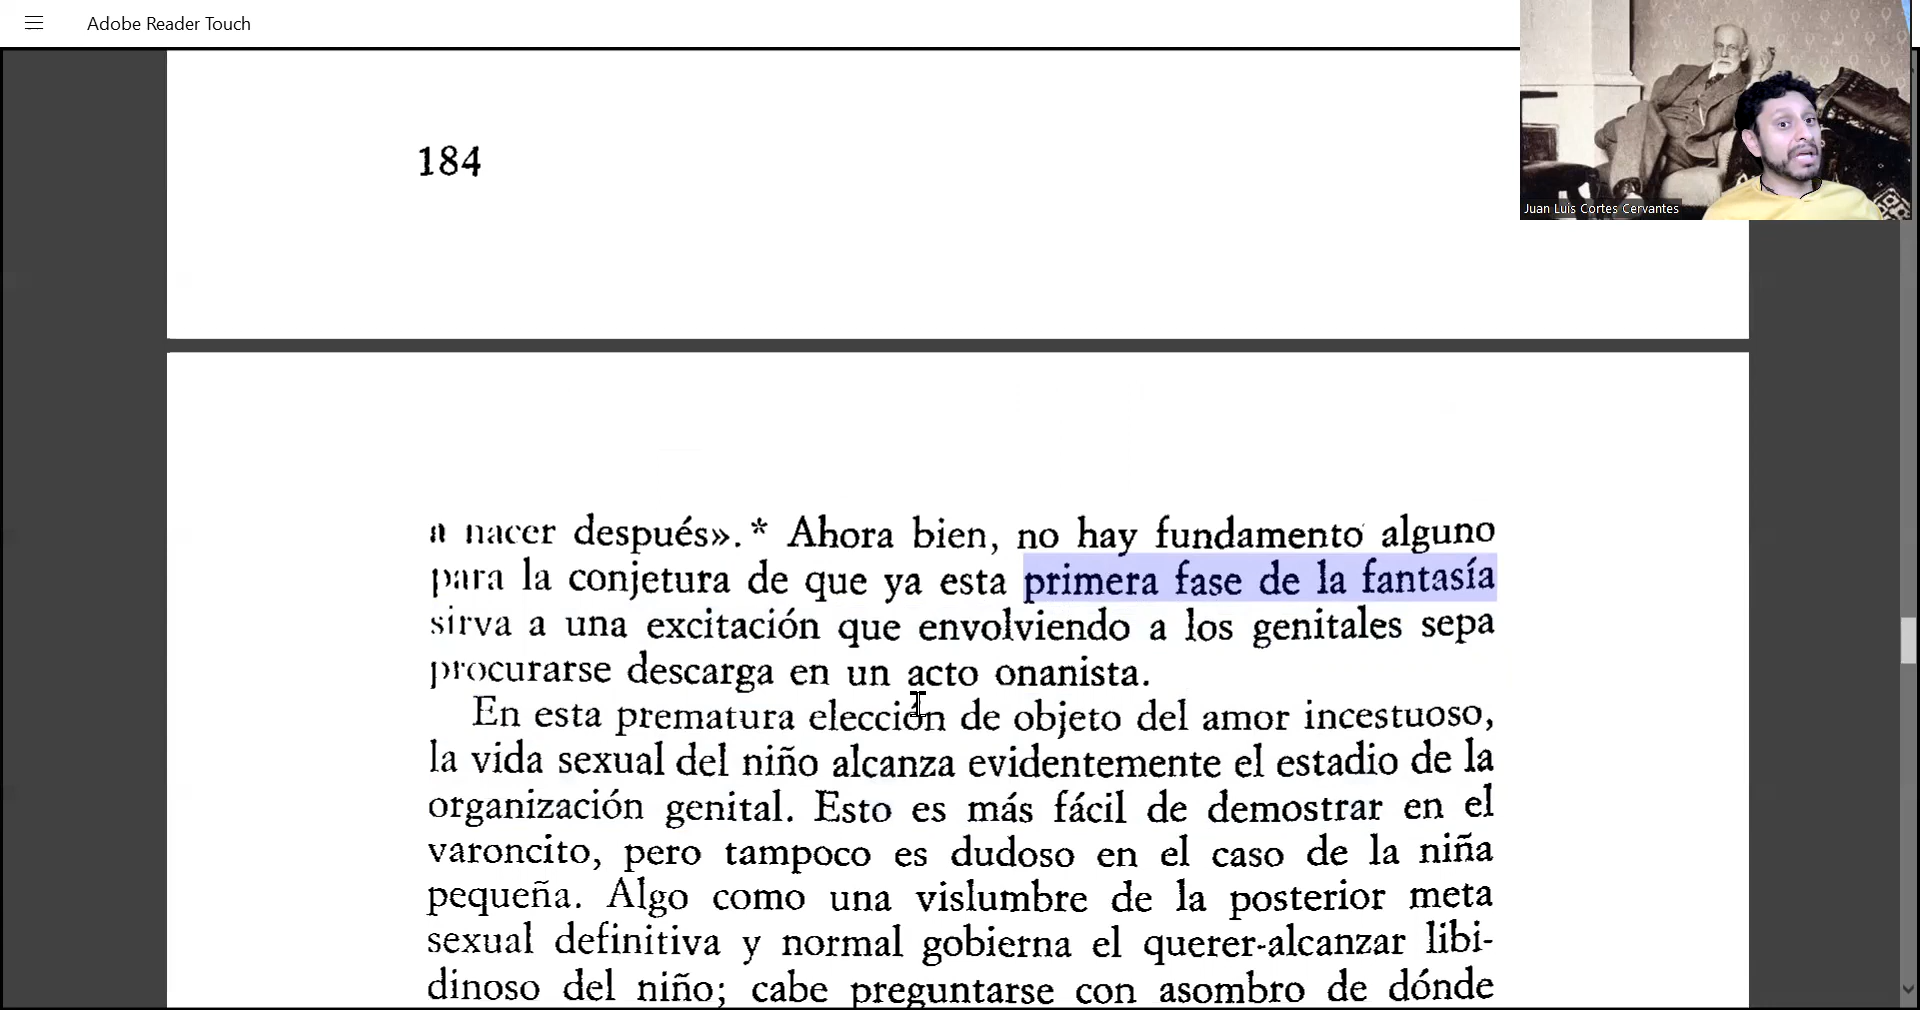 Adobe Reader Touch
Juan Luis Cortes Cervantes
184
a nacer después».* Ahora bien, no hay fundamento alguno
para la conjetura de que ya esta primera fase de la fantasía
sirva a una excitación que envolviendo a los genitales sepa
procurarse descarga en un acto onanista.
En esta prematura elección de objeto del amor incestuoso,
la vida sexual del niño alcanza evidentemente el estadio de la
organización genital. Esto es más fácil de demostrar en el
varoncito, pero tampoco es dudoso en el caso de la niña
pequeña. Algo como una vislumbre de la posterior meta
sexual definitiva y normal gobierna el querer-alcanzar libi-
dinoso del niño; cabe preguntarse con asombro de dónde